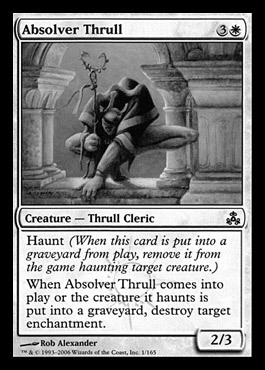 Absolver Thrull 3
Creature — Thrull Cleric
Haunt (When this card is put into a
graveyard from play, remove it from
the game haunting target creature.)
When Absolver Thrull comes into
play or the creature it haunts is
put into a graveyard, destroy target
enchantment.
Rob Alexander
2/3
™ & © 1993–2006 Wizards of the Coast, Inc. 1/165